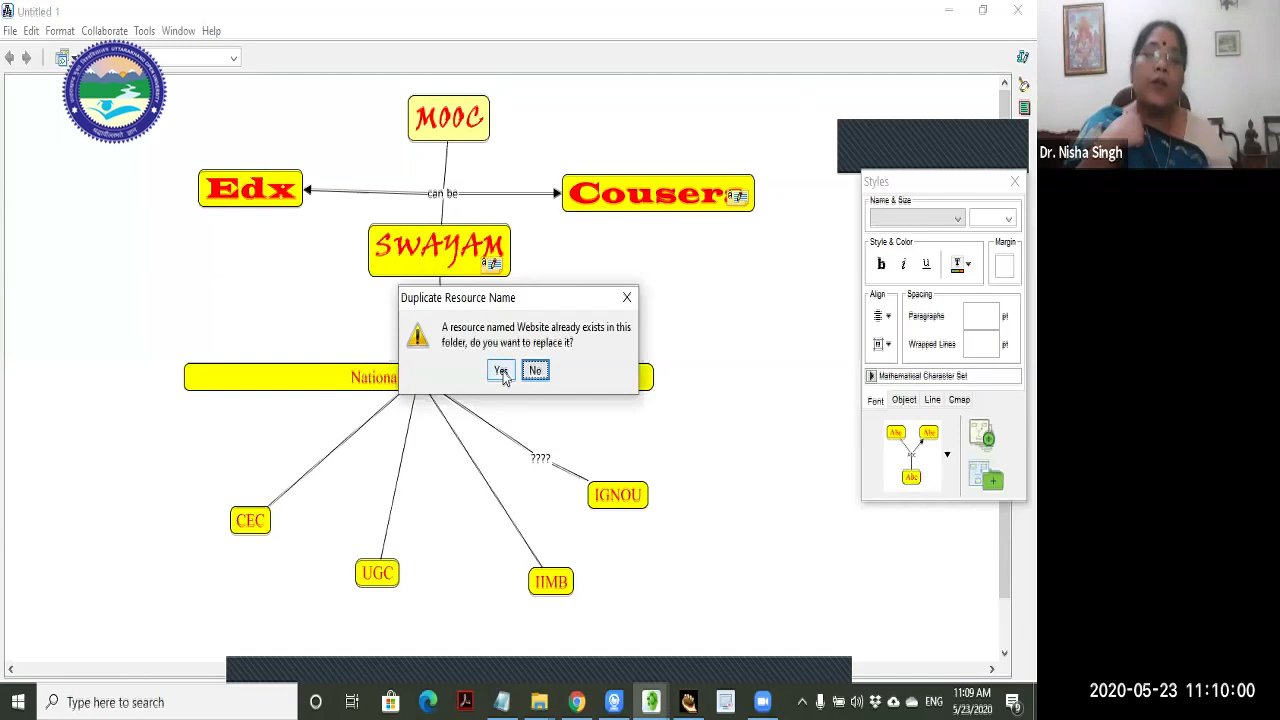 Untitled 1
File Edit Format Collaborate Tools Window Help
MOOC
Edx
can be
Couser
SWAYAM
Duplicate Resource Name
A resource named Website already exists in this
folder, do you want to replace it?
Yes
No
Nationa
????
IGNOU
CEC
UGC
IIMB
Styles
Name & Size
Style & Color
Margin
b i u T
Align
Spacing
Paragraphs
pt
Wrapped Lines
pt
Mathematical Character Set
Font Object Line Cmap
Abc
Abc
Abc
Dr. Nisha Singh
2020-05-23 11:10:00
Type here to search
ENG
11:09 AM
5/23/2020